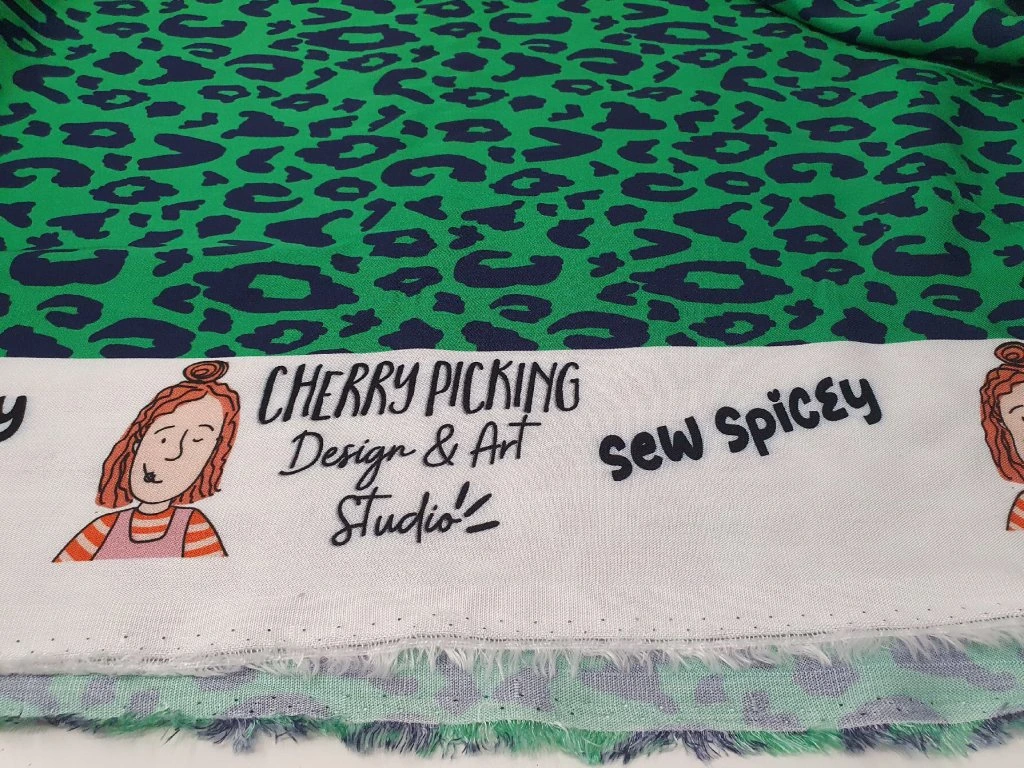 CHERRY PICKING
Design & Art
Studio
sew spicey
y